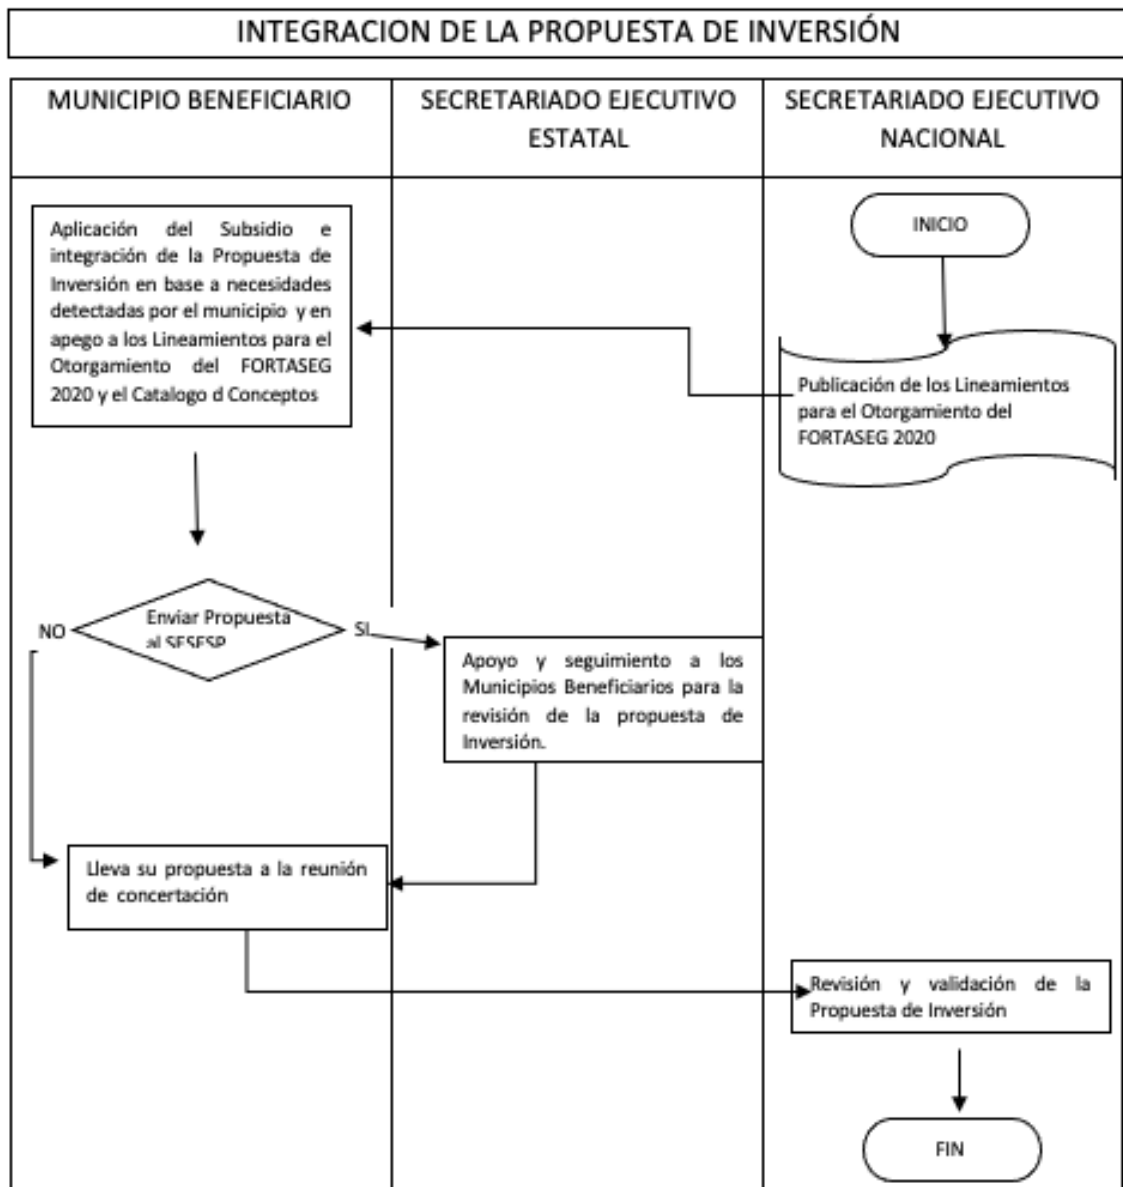 INTEGRACION DE LA PROPUESTA DE INVERSIÓN
MUNICIPIO BENEFICIARIO
SECRETARIADO EJECUTIVO
ESTATAL
SECRETARIADO EJECUTIVO
NACIONAL
INICIO
Aplicación del Subsidio e
integración de la Propuesta de
Inversión en base a necesidades
detectadas por el municipio y en
apego a los Lineamientos para el
Otorgamiento del FORTASEG
2020 y el Catalogo d Conceptos
Publicación de los Lineamientos
para el Otorgamiento del
FORTASEG 2020
Enviar Propuesta
al SESESP
NO
SI
Apoyo y seguimiento a los
Municipios Beneficiarios para la
revisión de la propuesta de
Inversión.
Lleva su propuesta a la reunión
de concertación
Revisión y validación de la
Propuesta de Inversión
FIN